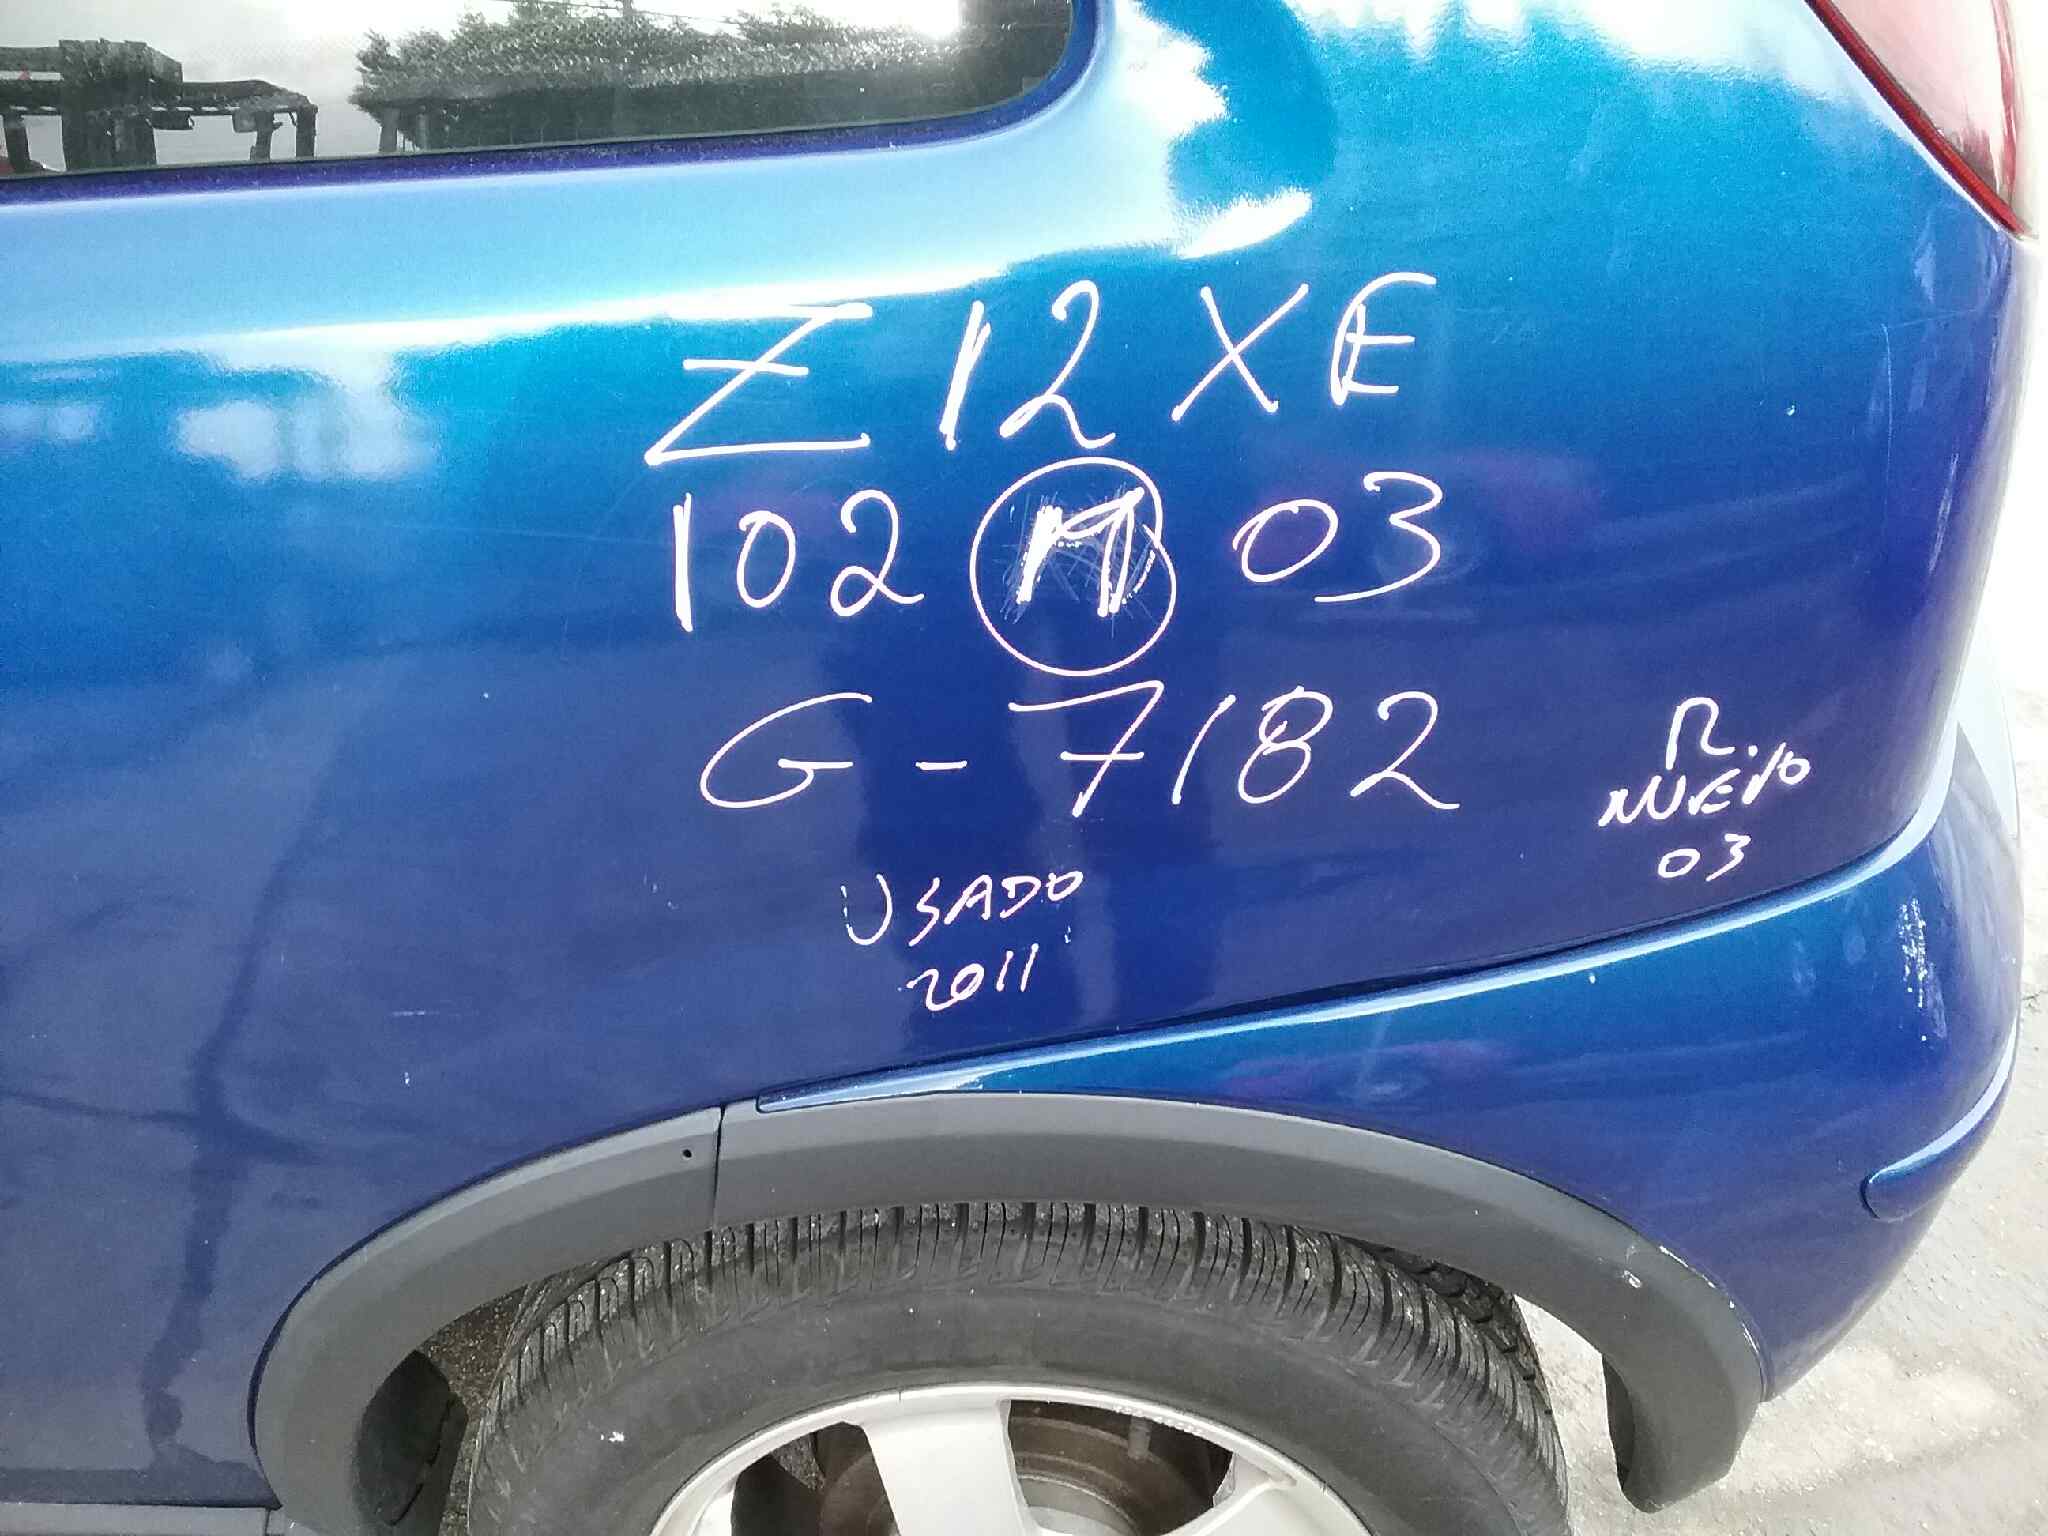 Z12XE
102 M 03
G-7182
R.
NUEVO
03
USADO
2011